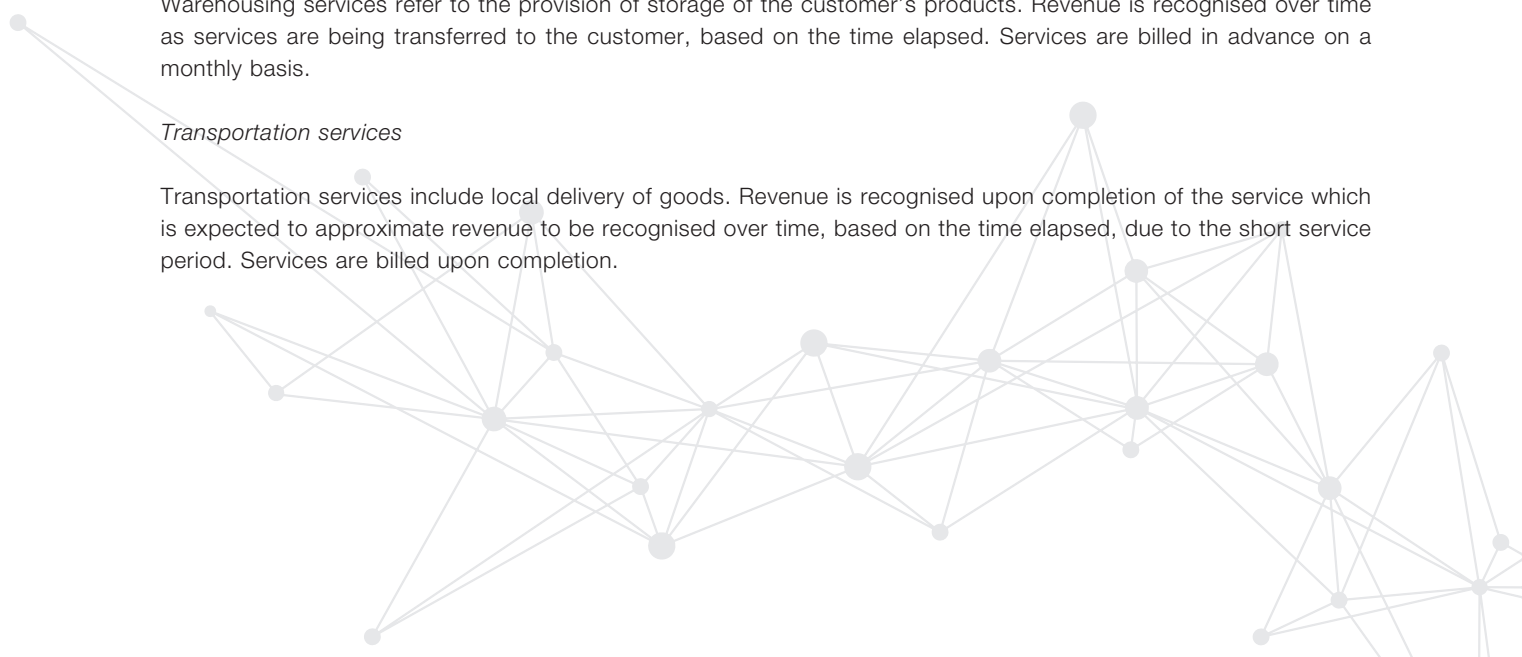 Warehousing services refer to the provision of storage of the customer's products. Revenue is recognised over time
as services are being transferred to the customer, based on the time elapsed. Services are billed in advance on a
monthly basis.
Transportation services
Transportation services include local delivery of goods. Revenue is recognised upon completion of the service which
is expected to approximate revenue to be recognised over time, based on the time elapsed, due to the short service
period. Services are billed upon completion.